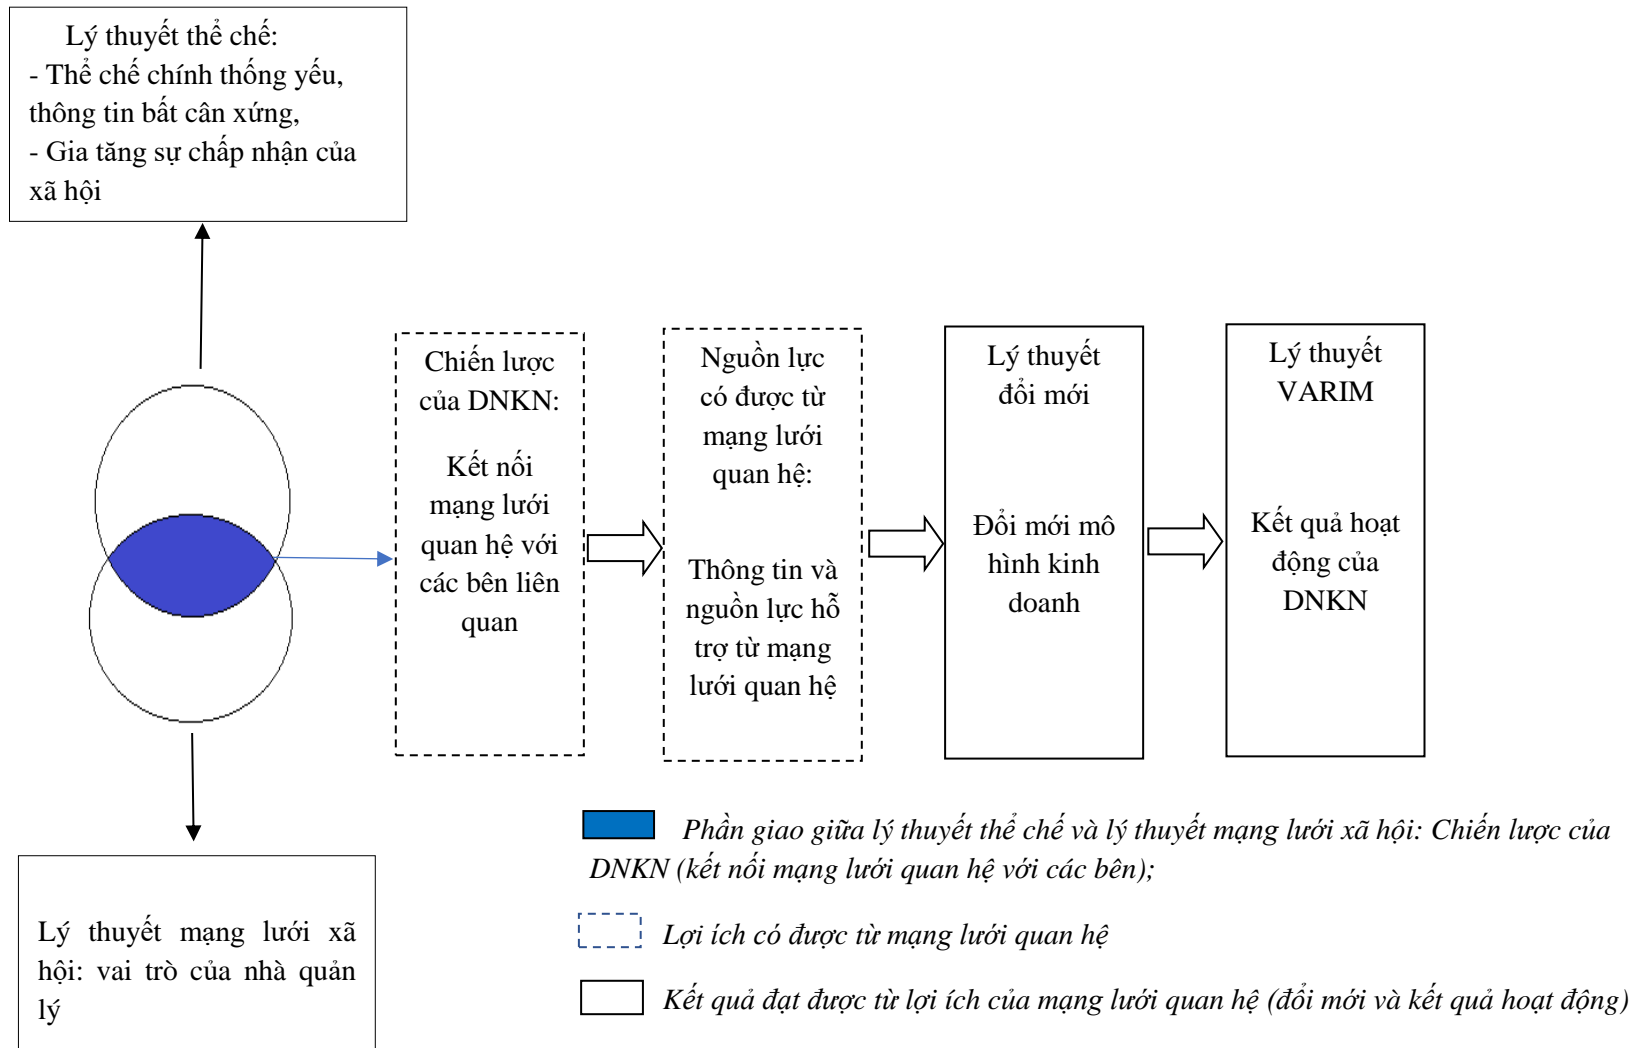 Lý thuyết thể chế:
- Thể chế chính thống yếu,
thông tin bất cân xứng,
- Gia tăng sự chấp nhận của
xã hội
Chiến lược
của DNKN:
Kết nối
mạng lưới
quan hệ với
các bên liên
quan
Nguồn lực
có được từ
mạng lưới
quan hệ:
Thông tin và
nguồn lực hỗ
trợ từ mạng
lưới quan hệ
Lý thuyết
đổi mới
Đổi mới mô
hình kinh
doanh
Lý thuyết
VARIM
Kết quả hoạt
động của
DNKN
Lý thuyết mạng lưới xã
hội: vai trò của nhà quản
lý
Phần giao giữa lý thuyết thể chế và lý thuyết mạng lưới xã hội: Chiến lược của
DNKN (kết nối mạng lưới quan hệ với các bên);
Lợi ích có được từ mạng lưới quan hệ
Kết quả đạt được từ lợi ích của mạng lưới quan hệ (đổi mới và kết quả hoạt động)